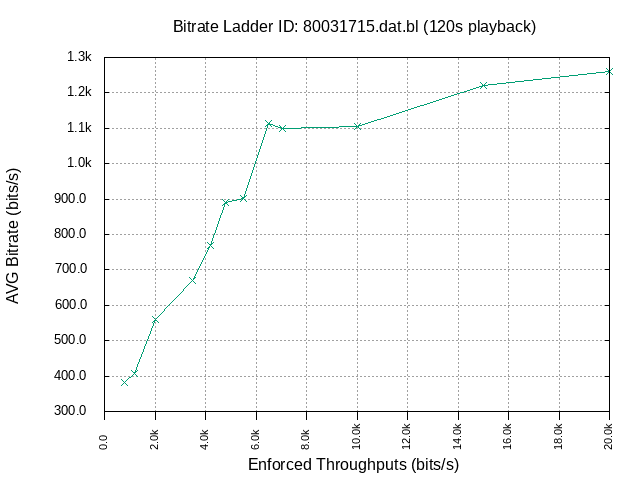 Bitrate Ladder ID: 80031715.dat.bl (120s playback)
1.3k
1.2k
1.1k
1.0k
900.0
800.0
700.0
600.0
500.0
400.0
300.0
AVG Bitrate (bits/s)
0.0
2.0k
4.0k
6.0k
8.0k
10.0k
12.0k
14.0k
16.0k
18.0k
20.0k
Enforced Throughputs (bits/s)